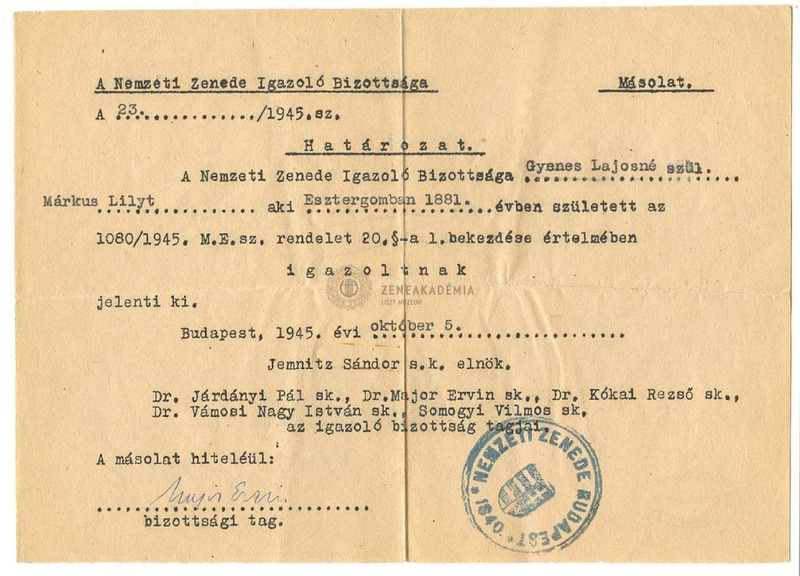 A Nemzeti Zenede Igazoló Bizottsága Másolat.
A 23................/1945.sz.
H a t á r o z a t.
A Nemzeti Zenede Igazoló Bizottsága Gyenes Lajosné szül.
Márkus Lilyt aki Esztergomban 1881. évben született az
1080/1945. M.E.sz. rendelet 20.§-a 1.bekezdése értelmében
i g a z o l t n a k
ZENEAKADÉMIA
LISZT MÚZEUM
jelenti ki.
Budapest, 1945. évi október 5.
Jemnitz Sándor s.k. elnök.
Dr. Járdányi Pál sk., Dr.Major Ervin sk., Dr. Kókai Rezső sk.,
Dr. Vámosi Nagy István sk., Somogyi Vilmos sk,
az igazoló bizottság tagjai.
A másolat hiteléül:
Major Ervin
bizottsági tag.
* NEMZETI ZENEDE BUDAPEST * 1840